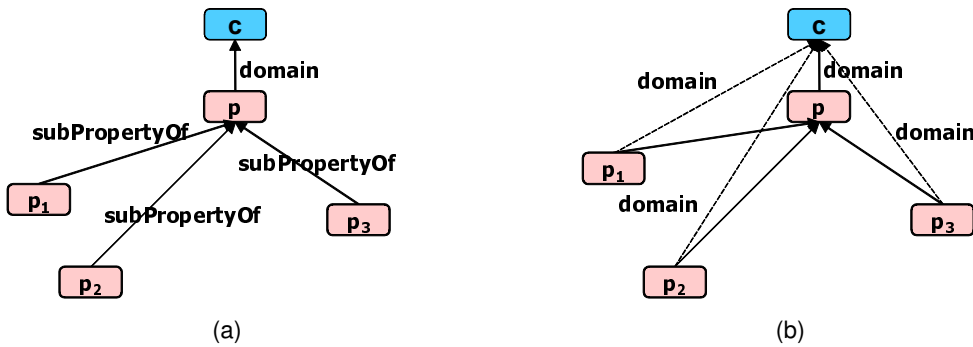 c
domain
p
subPropertyOf
subPropertyOf
p1
subPropertyOf
p3
p2
(a)
c
domain
domain
p
domain
p1
domain
p3
p2
(b)